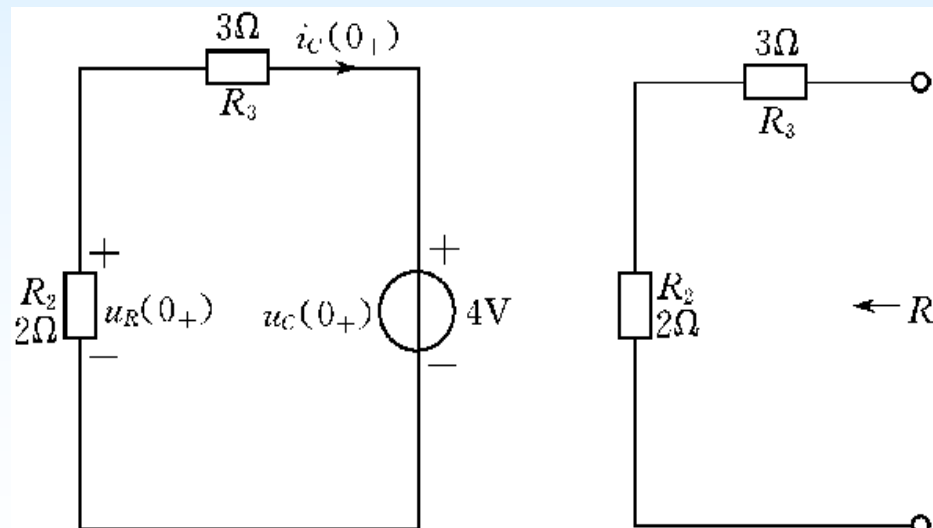 3Ω
i_C(0_+)
R_3
+
R_2
2Ω
u_R(0_+)
−
+
u_C(0_+)
4V
−
3Ω
R_3
R_2
2Ω
R